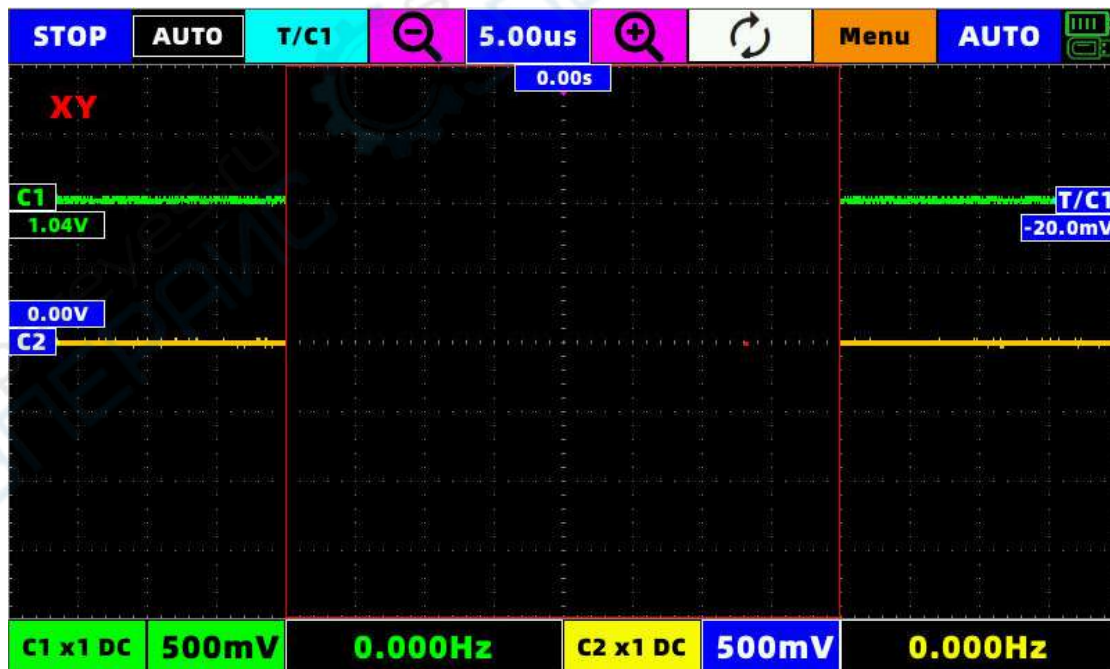 STOP AUTO T/C1 5.00us Menu AUTO
0.00s
XY
C1 T/C1
1.04V -20.0mV
0.00V
C2
C1 x1 DC 500mV 0.000Hz C2 x1 DC 500mV 0.000Hz